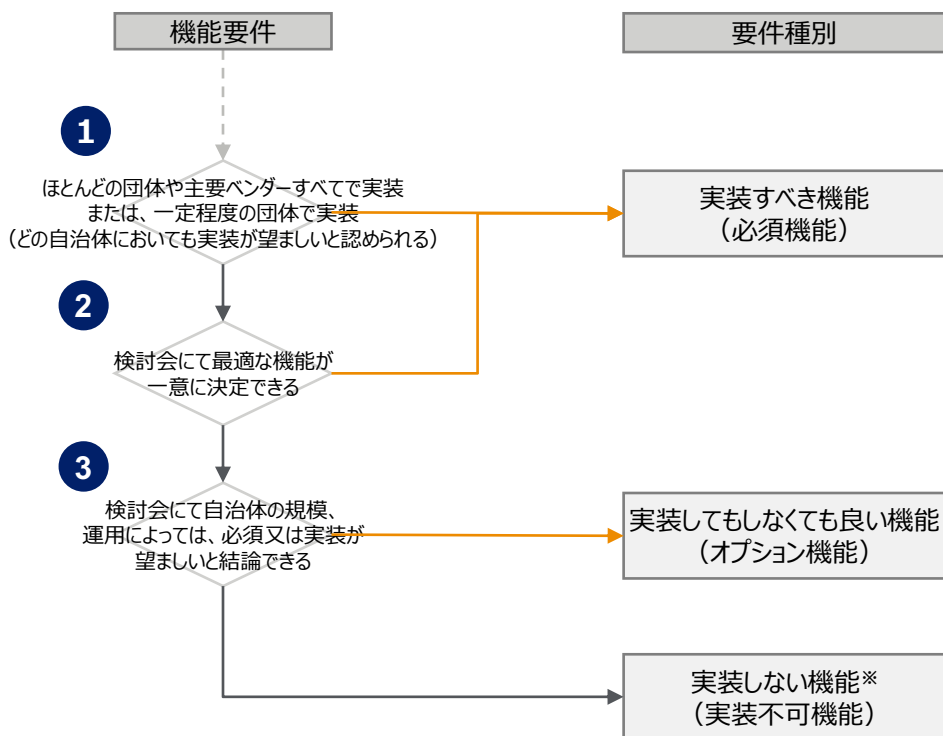 機能要件
要件種別
1
ほとんどの団体や主要ベンダーすべてで実装
または、一定程度の団体で実装
（どの自治体においても実装が望ましいと認められる）
実装すべき機能
（必須機能）
2
検討会にて最適な機能が
一意に決定できる
3
検討会にて自治体の規模、
運用によっては、必須又は実装が
望ましいと結論できる
実装してもしなくても良い機能
（オプション機能）
実装しない機能※
（実装不可機能）